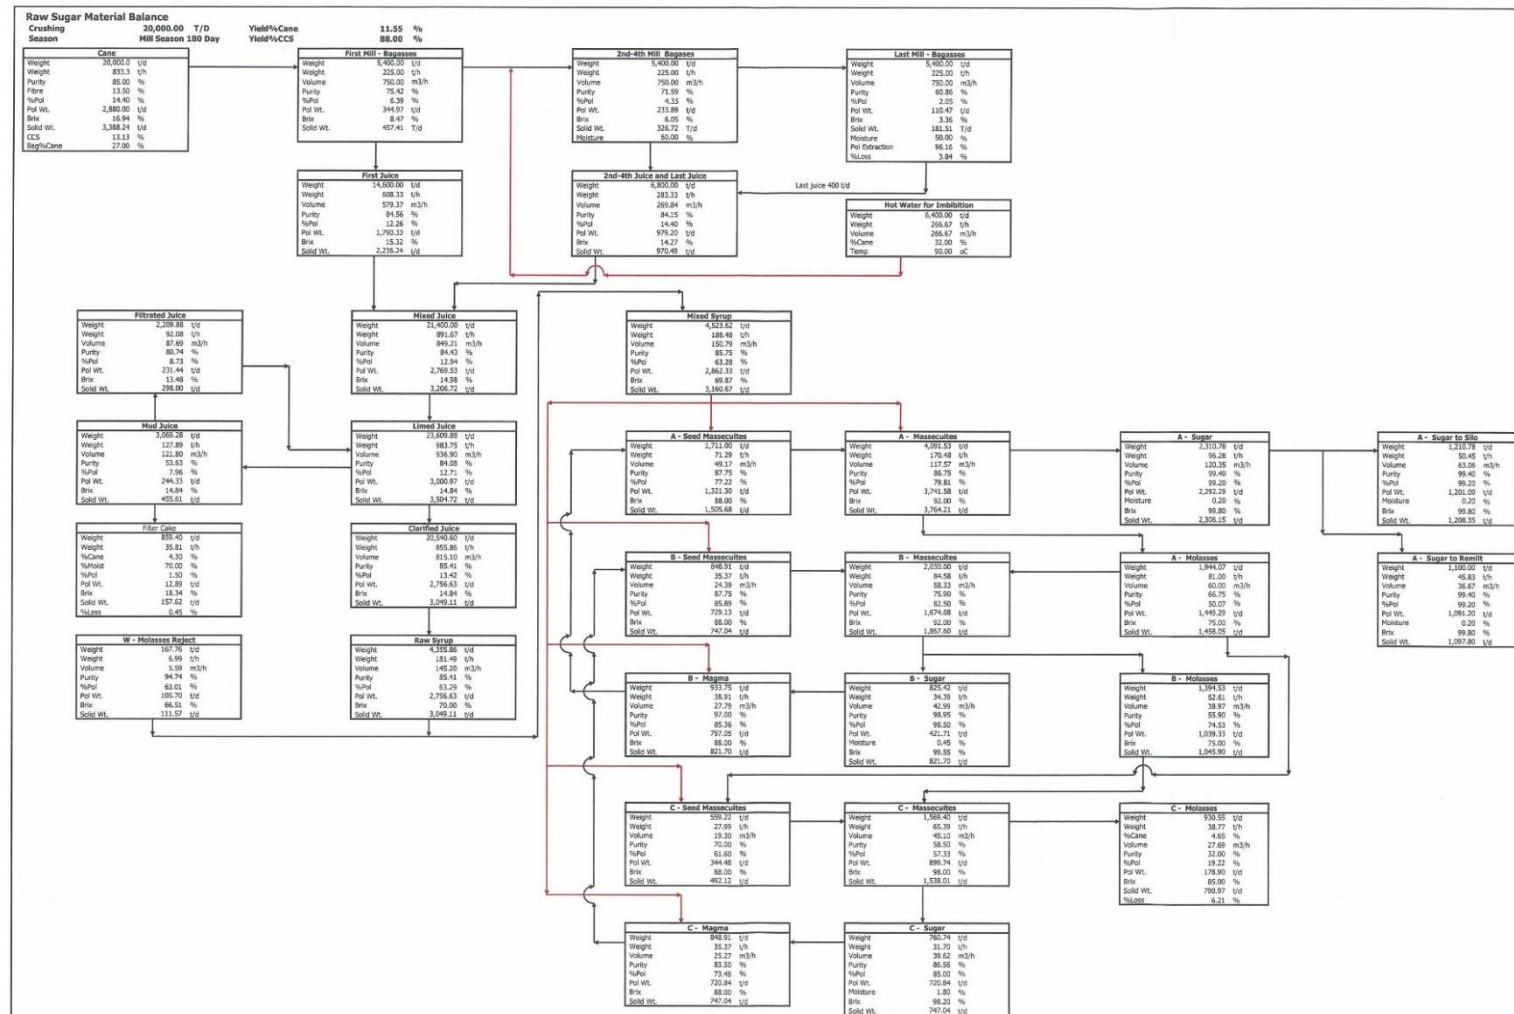 Raw Sugar Material Balance
Crushing 20,000.00 T/D Yield%Cane 11.55 %
Season Mill Season 180 Day Yield%CCS 88.00 %
Cane
Weight 20,000.0 t/d
Weight 833.3 t/h
Purity 85.00 %
Fibre 13.50 %
%Pol 14.40 %
Pol Wt. 2,880.00 t/d
Brix 16.94 %
Solid Wt. 3,388.24 t/d
CCS 13.13 %
Bag%Cane 27.00 %
First Mill - Bagasses
Weight 5,400.00 t/d
Weight 225.00 t/h
Volume 750.00 m3/h
Purity 75.42 %
%Pol 6.39 %
Pol Wt. 344.97 t/d
Brix 8.47 %
Solid Wt. 457.41 T/d
2nd-4th Mill Bagases
Weight 5,400.00 t/d
Weight 225.00 t/h
Volume 750.00 m3/h
Purity 71.59 %
%Pol 4.33 %
Pol Wt. 233.89 t/d
Brix 6.05 %
Solid Wt. 326.72 T/d
Moisture 60.00 %
Last Mill - Bagasses
Weight 5,400.00 t/d
Weight 225.00 t/h
Volume 750.00 m3/h
Purity 60.86 %
%Pol 2.05 %
Pol Wt. 110.47 t/d
Brix 3.36 %
Solid Wt. 181.51 T/d
Moisture 50.00 %
Pol Extraction 96.16 %
%Loss 3.84 %
First Juice
Weight 14,600.00 t/d
Weight 608.33 t/h
Volume 579.37 m3/h
Purity 84.56 %
%Pol 12.26 %
Pol Wt. 1,790.33 t/d
Brix 15.32 %
Solid Wt. 2,236.24 t/d
2nd-4th Juice and Last Juice
Weight 6,800.00 t/d
Weight 283.33 t/h
Volume 269.84 m3/h
Purity 84.15 %
%Pol 14.40 %
Pol Wt. 979.20 t/d
Brix 14.27 %
Solid Wt. 970.49 t/d
Last juice 400 t/d
Hot Water for Imbibition
Weight 6,400.00 t/d
Weight 266.67 t/h
Volume 266.67 m3/h
%Cane 32.00 %
Temp 90.00 oC
Filtrated Juice
Weight 2,209.88 t/d
Weight 92.08 t/h
Volume 87.69 m3/h
Purity 80.74 %
%Pol 8.73 %
Pol Wt. 231.44 t/d
Brix 13.48 %
Solid Wt. 298.00 t/d
Mixed Juice
Weight 21,400.00 t/d
Weight 891.67 t/h
Volume 849.21 m3/h
Purity 84.43 %
%Pol 12.94 %
Pol Wt. 2,769.53 t/d
Brix 14.98 %
Solid Wt. 3,206.72 t/d
Mixed Syrup
Weight 4,523.62 t/d
Weight 188.48 t/h
Volume 150.79 m3/h
Purity 85.75 %
%Pol 63.28 %
Pol Wt. 2,862.33 t/d
Brix 69.87 %
Solid Wt. 3,160.67 t/d
Mud Juice
Weight 3,069.28 t/d
Weight 127.89 t/h
Volume 121.80 m3/h
Purity 53.63 %
%Pol 7.96 %
Pol Wt. 244.33 t/d
Brix 14.84 %
Solid Wt. 455.61 t/d
Limed Juice
Weight 23,609.88 t/d
Weight 983.75 t/h
Volume 936.90 m3/h
Purity 84.08 %
%Pol 12.71 %
Pol Wt. 3,000.97 t/d
Brix 14.84 %
Solid Wt. 3,504.72 t/d
A - Seed Massecuites
Weight 1,711.00 t/d
Weight 71.29 t/h
Volume 49.17 m3/h
Purity 87.75 %
%Pol 77.22 %
Pol Wt. 1,321.30 t/d
Brix 88.00 %
Solid Wt. 1,505.68 t/d
A - Massecuites
Weight 4,091.53 t/d
Weight 170.48 t/h
Volume 117.57 m3/h
Purity 86.75 %
%Pol 79.81 %
Pol Wt. 3,741.58 t/d
Brix 92.00 %
Solid Wt. 3,764.21 t/d
A - Sugar
Weight 2,310.78 t/d
Weight 96.28 t/h
Volume 120.35 m3/h
Purity 99.40 %
%Pol 99.20 %
Pol Wt. 2,292.29 t/d
Moisture 0.20 %
Brix 99.80 %
Solid Wt. 2,306.15 t/d
A - Sugar to Silo
Weight 1,210.78 t/d
Weight 50.45 t/h
Volume 63.06 m3/h
Purity 99.40 %
%Pol 99.20 %
Pol Wt. 1,201.09 t/d
Moisture 0.20 %
Brix 99.80 %
Solid Wt. 1,208.35 t/d
Filter Cake
Weight 859.40 t/d
Weight 35.81 t/h
%Cane 4.30 %
%Moist 70.00 %
%Pol 1.50 %
Pol Wt. 12.89 t/d
Brix 18.34 %
Solid Wt. 157.62 t/d
%Loss 0.45 %
Clarified Juice
Weight 20,540.60 t/d
Weight 855.86 t/h
Volume 815.10 m3/h
Purity 85.41 %
%Pol 13.42 %
Pol Wt. 2,756.63 t/d
Brix 14.84 %
Solid Wt. 3,049.11 t/d
B - Seed Massecuites
Weight 848.91 t/d
Weight 35.37 t/h
Volume 24.39 m3/h
Purity 87.75 %
%Pol 85.89 %
Pol Wt. 729.13 t/d
Brix 88.00 %
Solid Wt. 747.04 t/d
B - Massecuites
Weight 2,030.00 t/d
Weight 84.58 t/h
Volume 58.33 m3/h
Purity 75.90 %
%Pol 82.50 %
Pol Wt. 1,674.68 t/d
Brix 92.00 %
Solid Wt. 1,867.60 t/d
A - Molasses
Weight 1,944.07 t/d
Weight 81.00 t/h
Volume 60.00 m3/h
Purity 66.75 %
%Pol 50.07 %
Pol Wt. 1,449.29 t/d
Brix 75.00 %
Solid Wt. 1,458.05 t/d
A - Sugar to Remlit
Weight 1,100.00 t/d
Weight 45.83 t/h
Volume 36.67 m3/h
Purity 99.40 %
%Pol 99.20 %
Pol Wt. 1,091.20 t/d
Moisture 0.20 %
Brix 99.80 %
Solid Wt. 1,097.80 t/d
W - Molasses Reject
Weight 167.76 t/d
Weight 6.99 t/h
Volume 5.59 m3/h
Purity 94.74 %
%Pol 63.01 %
Pol Wt. 105.70 t/d
Brix 66.51 %
Solid Wt. 111.57 t/d
Raw Syrup
Weight 4,355.86 t/d
Weight 181.49 t/h
Volume 145.20 m3/h
Purity 85.41 %
%Pol 63.29 %
Pol Wt. 2,756.63 t/d
Brix 70.00 %
Solid Wt. 3,049.11 t/d
B - Magma
Weight 933.75 t/d
Weight 38.91 t/h
Volume 27.79 m3/h
Purity 97.00 %
%Pol 85.36 %
Pol Wt. 797.05 t/d
Brix 88.00 %
Solid Wt. 821.70 t/d
B - Sugar
Weight 825.42 t/d
Weight 34.39 t/h
Volume 42.99 m3/h
Purity 98.95 %
%Pol 98.50 %
Pol Wt. 421.71 t/d
Moisture 0.45 %
Brix 99.55 %
Solid Wt. 821.70 t/d
B - Molasses
Weight 1,394.53 t/d
Weight 52.61 t/h
Volume 38.97 m3/h
Purity 55.90 %
%Pol 74.53 %
Pol Wt. 1,039.33 t/d
Brix 75.00 %
Solid Wt. 1,045.90 t/d
C - Seed Massecuites
Weight 559.22 t/d
Weight 27.99 t/h
Volume 19.30 m3/h
Purity 70.00 %
%Pol 61.60 %
Pol Wt. 344.48 t/d
Brix 88.00 %
Solid Wt. 492.12 t/d
C - Massecuites
Weight 1,569.40 t/d
Weight 65.39 t/h
Volume 45.10 m3/h
Purity 58.50 %
%Pol 57.33 %
Pol Wt. 899.74 t/d
Brix 98.00 %
Solid Wt. 1,538.01 t/d
C - Molasses
Weight 930.55 t/d
Weight 38.77 t/h
%Cane 4.65 %
Volume 27.69 m3/h
Purity 32.00 %
%Pol 19.22 %
Pol Wt. 178.90 t/d
Brix 85.00 %
Solid Wt. 790.97 t/d
%Loss 6.21 %
C - Magma
Weight 848.91 t/d
Weight 35.37 t/h
Volume 25.27 m3/h
Purity 83.50 %
%Pol 73.48 %
Pol Wt. 720.84 t/d
Brix 88.00 %
Solid Wt. 747.04 t/d
C - Sugar
Weight 760.74 t/d
Weight 31.70 t/h
Volume 39.62 m3/h
Purity 86.56 %
%Pol 85.00 %
Pol Wt. 720.84 t/d
Moisture 1.80 %
Brix 98.20 %
Solid Wt. 747.04 t/d